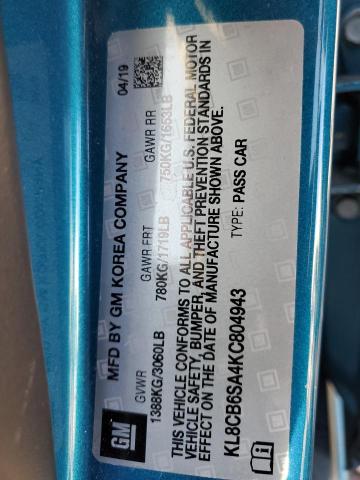 MFD BY GM KOREA COMPANY 04/19
GVWR GAWR FRT GAWR RR
1388KG/3060LB 780KG/1719LB 750KG/1653LB
THIS VEHICLE CONFORMS TO ALL APPLICABLE U.S. FEDERAL MOTOR
VEHICLE SAFETY, BUMPER, AND THEFT PREVENTION STANDARDS IN
EFFECT ON THE DATE OF MANUFACTURE SHOWN ABOVE.
KL8CB6SA4KC804943 TYPE: PASS CAR
GM